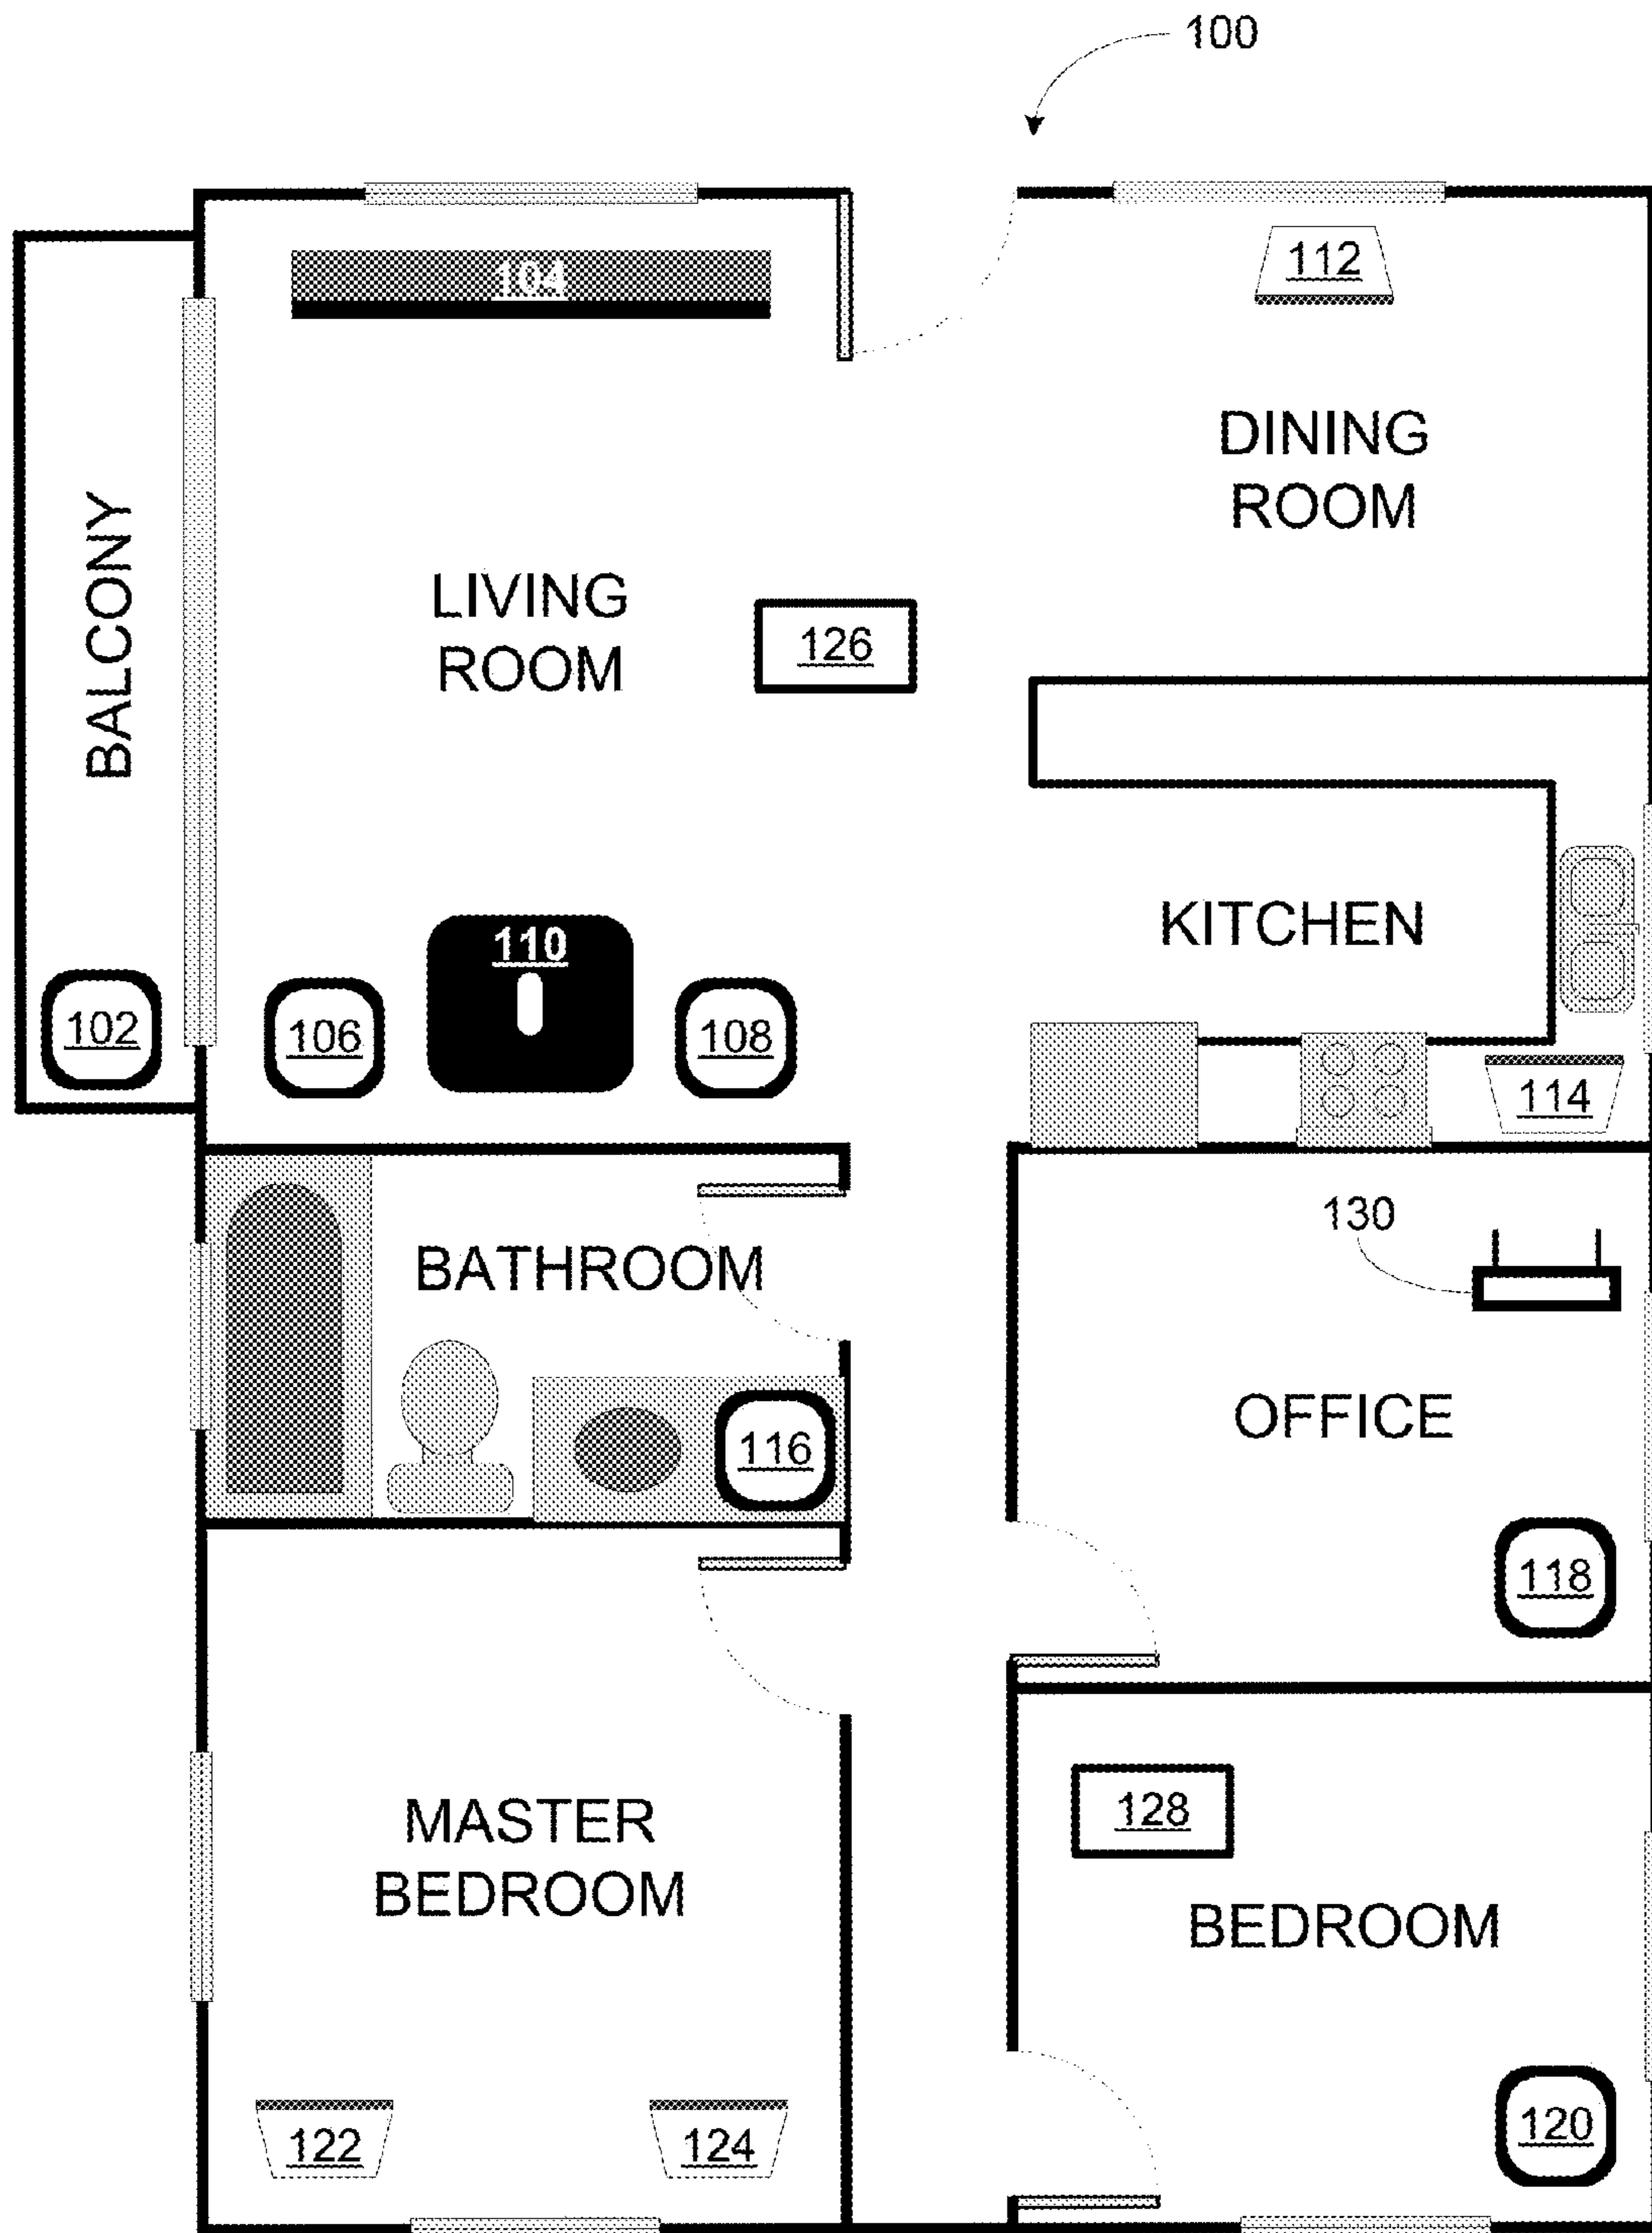 100
104
112
DINING
ROOM
BALCONY
LIVING
ROOM
126
KITCHEN
110
102
106
108
114
130
BATHROOM
OFFICE
116
118
MASTER
BEDROOM
128
BEDROOM
122
124
120